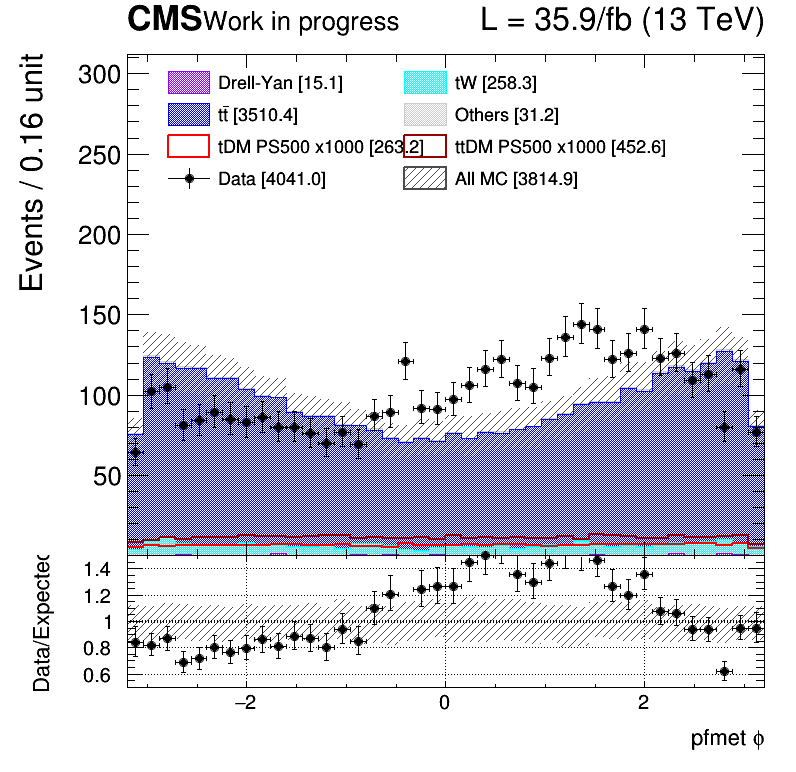 CMS Work in progress L = 35.9/fb (13 TeV)
Events / 0.16 unit
300
250
200
150
100
50
Drell-Yan [15.1] tW [258.3]
tt̄ [3510.4] Others [31.2]
tDM PS500 x1000 [263.2] ttDM PS500 x1000 [452.6]
Data [4041.0] All MC [3814.9]
Data/Expected
1.4
1.2
1
0.8
0.6
−2 0 2
pfmet ϕ